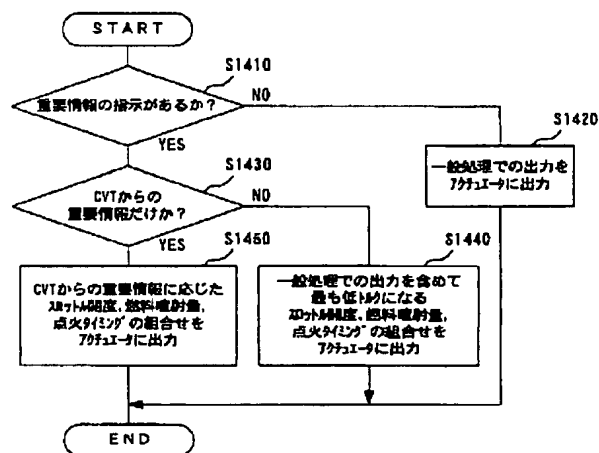 START
S1410
重要情報の指示があるか?
NO
YES
S1420
一般処理での出力を
アクチュエータに出力
S1430
CVTからの
重要情報だけか?
NO
YES
S1450
CVTからの重要情報に応じた
スロットル開度,燃料噴射量,
点火タイミングの組合せを
アクチュエータに出力
S1440
一般処理での出力を含めて
最も低トルクになる
スロットル開度,燃料噴射量,
点火タイミングの組合せを
アクチュエータに出力
END